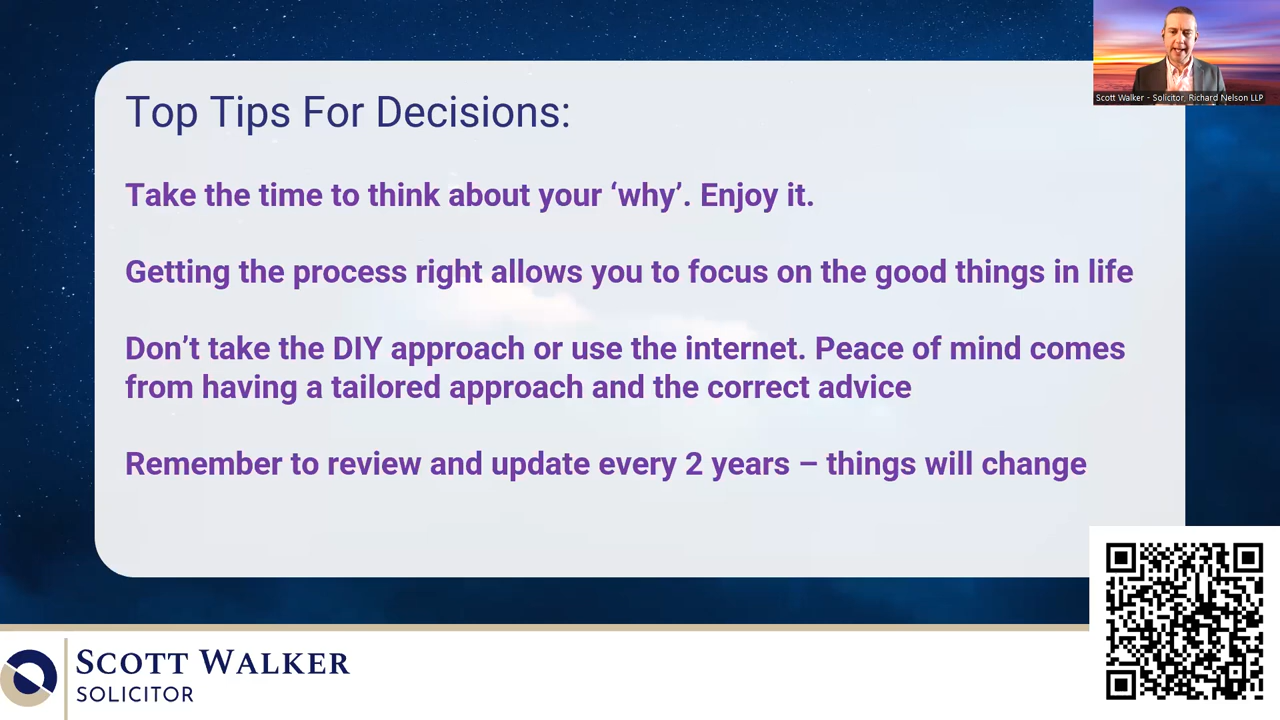 Top Tips For Decisions:
Take the time to think about your ‘why’. Enjoy it.
Getting the process right allows you to focus on the good things in life
Don’t take the DIY approach or use the internet. Peace of mind comes
from having a tailored approach and the correct advice
Remember to review and update every 2 years – things will change
Scott Walker - Solicitor, Richard Nelson LLP
SCOTT WALKER
SOLICITOR